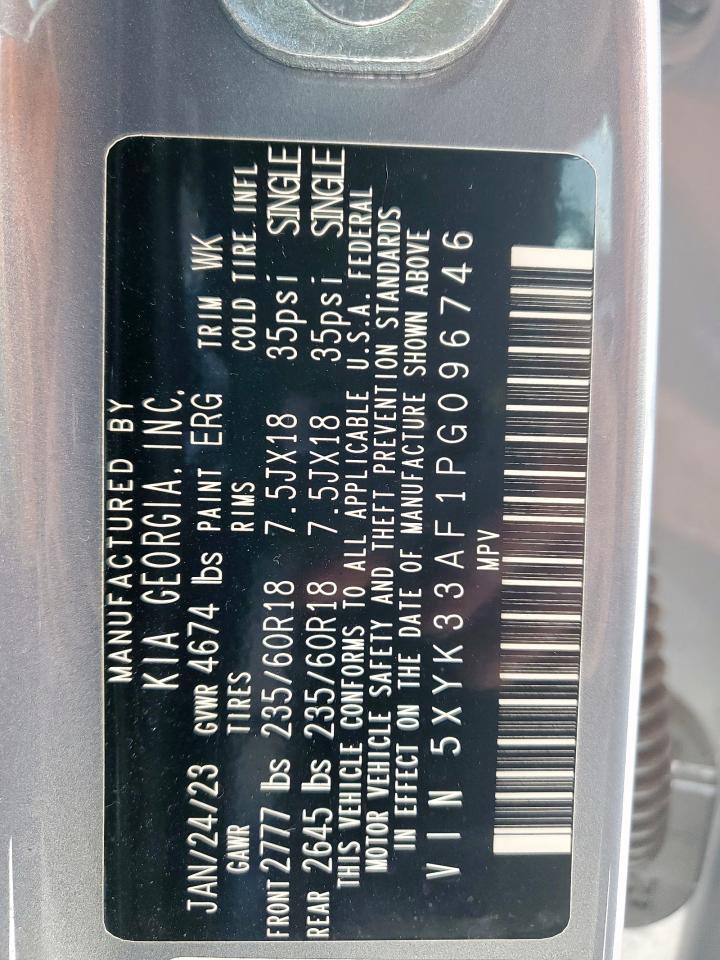 MANUFACTURED BY
KIA GEORGIA, INC.
JAN/24/23 GVWR 4674 lbs PAINT ERG TRIM WK
GAWR TIRES RIMS COLD TIRE INFL
FRONT 2777 lbs 235/60R18 7.5JX18 35psi SINGLE
REAR 2645 lbs 235/60R18 7.5JX18 35psi SINGLE
THIS VEHICLE CONFORMS TO ALL APPLICABLE U.S.A. FEDERAL
MOTOR VEHICLE SAFETY AND THEFT PREVENTION STANDARDS
IN EFFECT ON THE DATE OF MANUFACTURE SHOWN ABOVE
VIN 5XYK33AF1PG096746
MPV